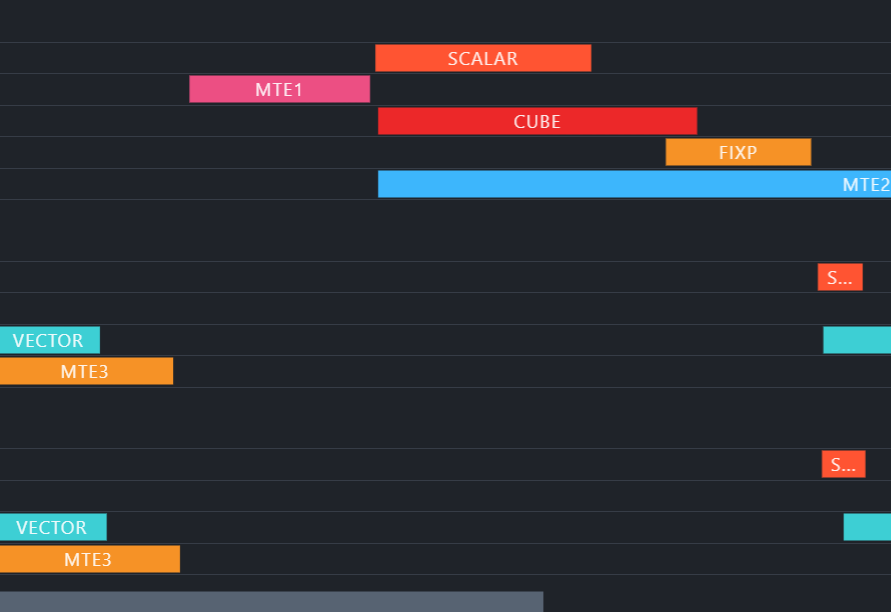 SCALAR
MTE1
CUBE
FIXP
MTE2
S...
VECTOR
MTE3
S...
VECTOR
MTE3